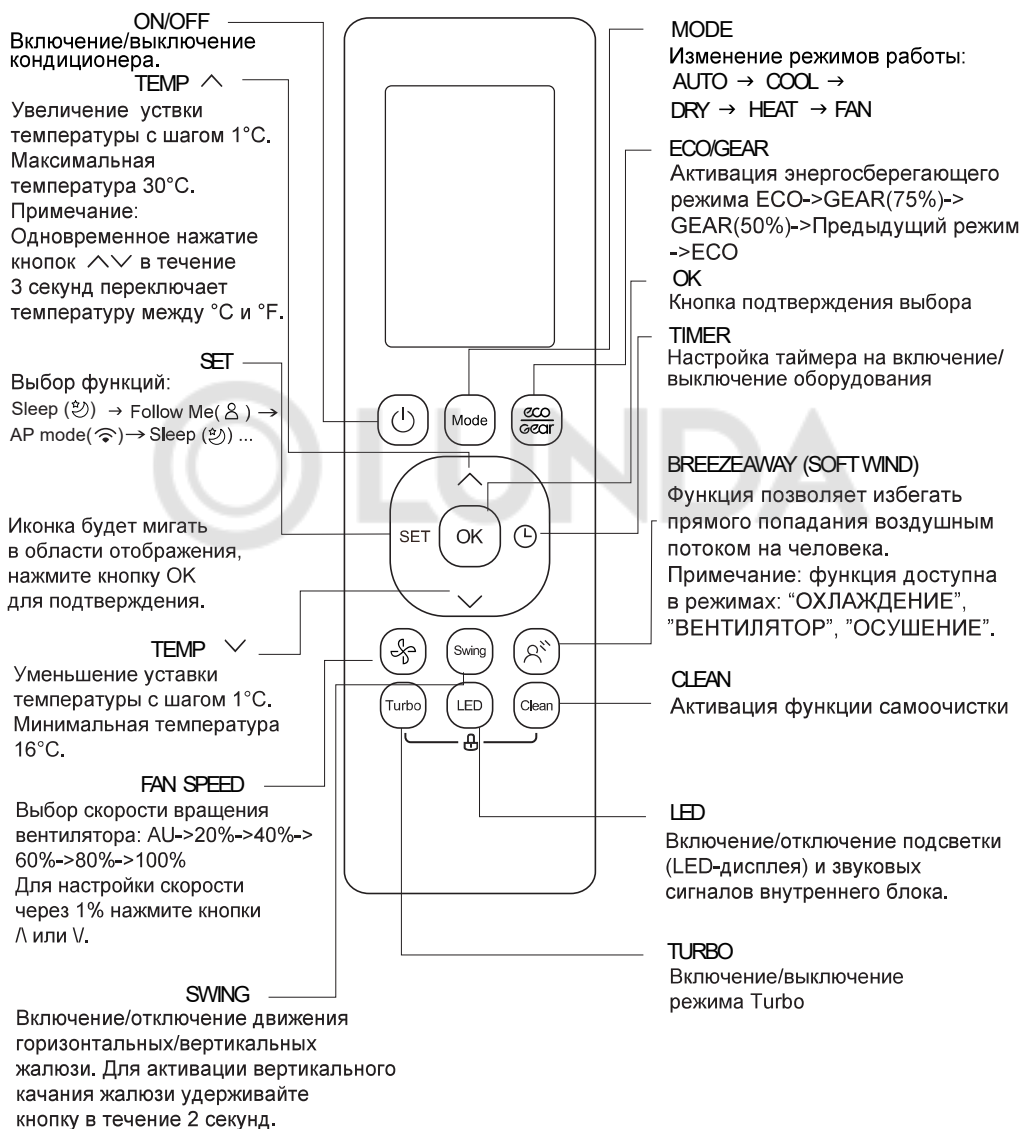 ON/OFF
Включение/выключение
кондиционера.
TEMP ︿
Увеличение уствки
температуры с шагом 1°C.
Максимальная
температура 30°C.
Примечание:
Одновременное нажатие
кнопок ︿﹀ в течение
3 секунд переключает
температуру между °C и °F.
SET
Выбор функций:
Sleep ( ) → Follow Me( ) →
AP mode( )→ Sleep ( ) ...
Иконка будет мигать
в области отображения,
нажмите кнопку OK
для подтверждения.
TEMP ﹀
Уменьшение уставки
температуры с шагом 1°C.
Минимальная температура
16°C.
FAN SPEED
Выбор скорости вращения
вентилятора: AU->20%->40%->
60%->80%->100%
Для настройки скорости
через 1% нажмите кнопки
/\ или \/.
SWING
Включение/отключение движения
горизонтальных/вертикальных
жалюзи. Для активации вертикального
качания жалюзи удерживайте
кнопку в течение 2 секунд.
Mode
eco
Gear
SET
OK
Swing
Turbo
LED
Clean
LUNDA
MODE
Изменение режимов работы:
AUTO → COOL →
DRY → HEAT → FAN
ECO/GEAR
Активация энергосберегающего
режима ECO->GEAR(75%)->
GEAR(50%)->Предыдущий режим
->ECO
OK
Кнопка подтверждения выбора
TIMER
Настройка таймера на включение/
выключение оборудования
BREEZEAWAY (SOFT WIND)
Функция позволяет избегать
прямого попадания воздушным
потоком на человека.
Примечание: функция доступна
в режимах: “ОХЛАЖДЕНИЕ”,
”ВЕНТИЛЯТОР”, ”ОСУШЕНИЕ”.
CLEAN
Активация функции самоочистки
LED
Включение/отключение подсветки
(LED-дисплея) и звуковых
сигналов внутреннего блока.
TURBO
Включение/выключение
режима Turbo